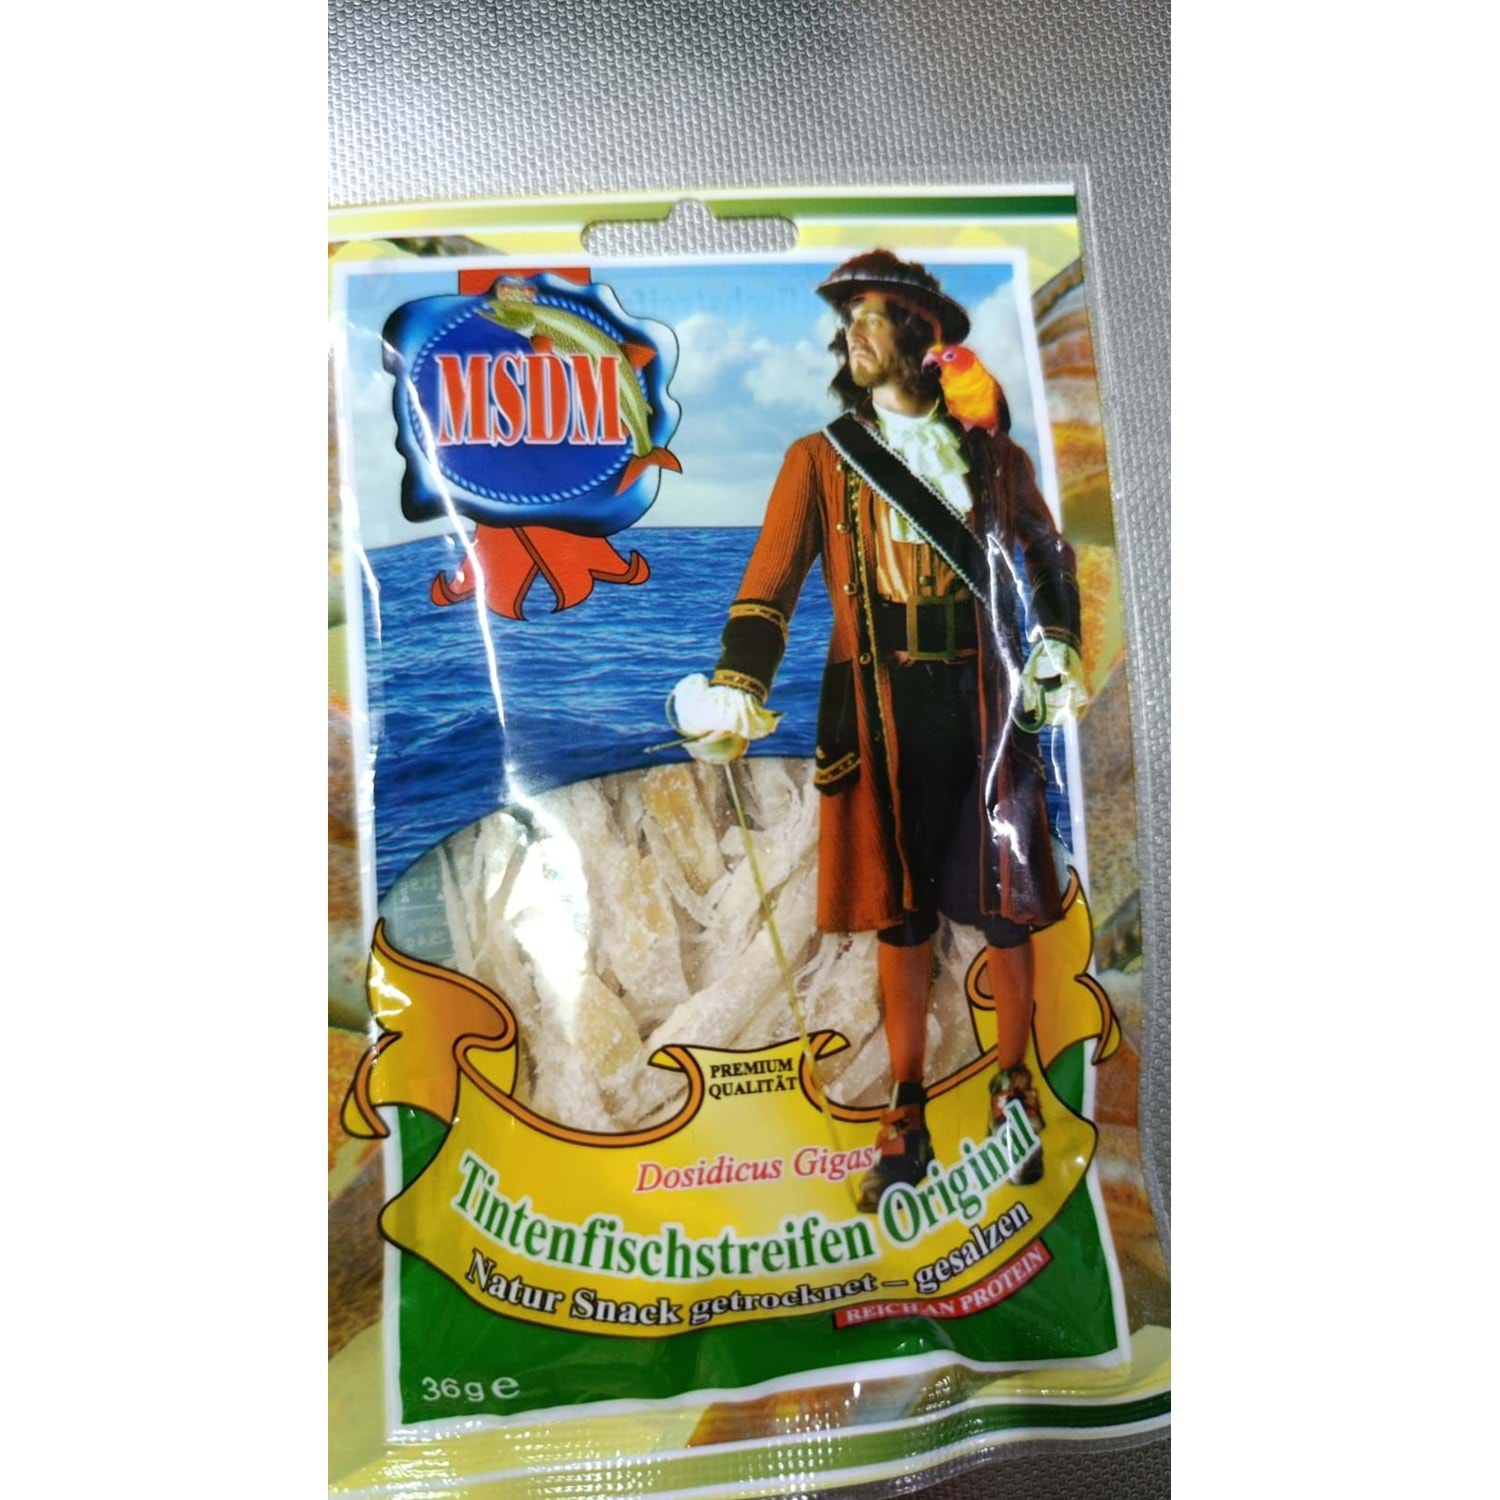 MSDM
PREMIUM
QUALITÄT
Dosidicus Gigas
Tintenfischstreifen Original
Natur Snack getrocknet – gesalzen
REICH AN PROTEIN
36g e